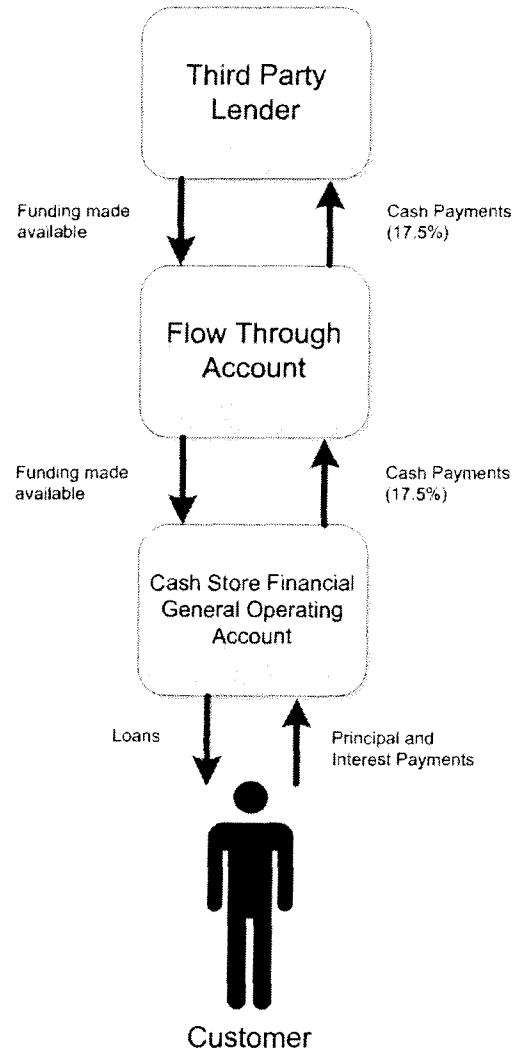 Third Party
Lender
Funding made
available
Cash Payments
(17.5%)
Flow Through
Account
Funding made
available
Cash Payments
(17.5%)
Cash Store Financial
General Operating
Account
Loans
Principal and
Interest Payments
Customer